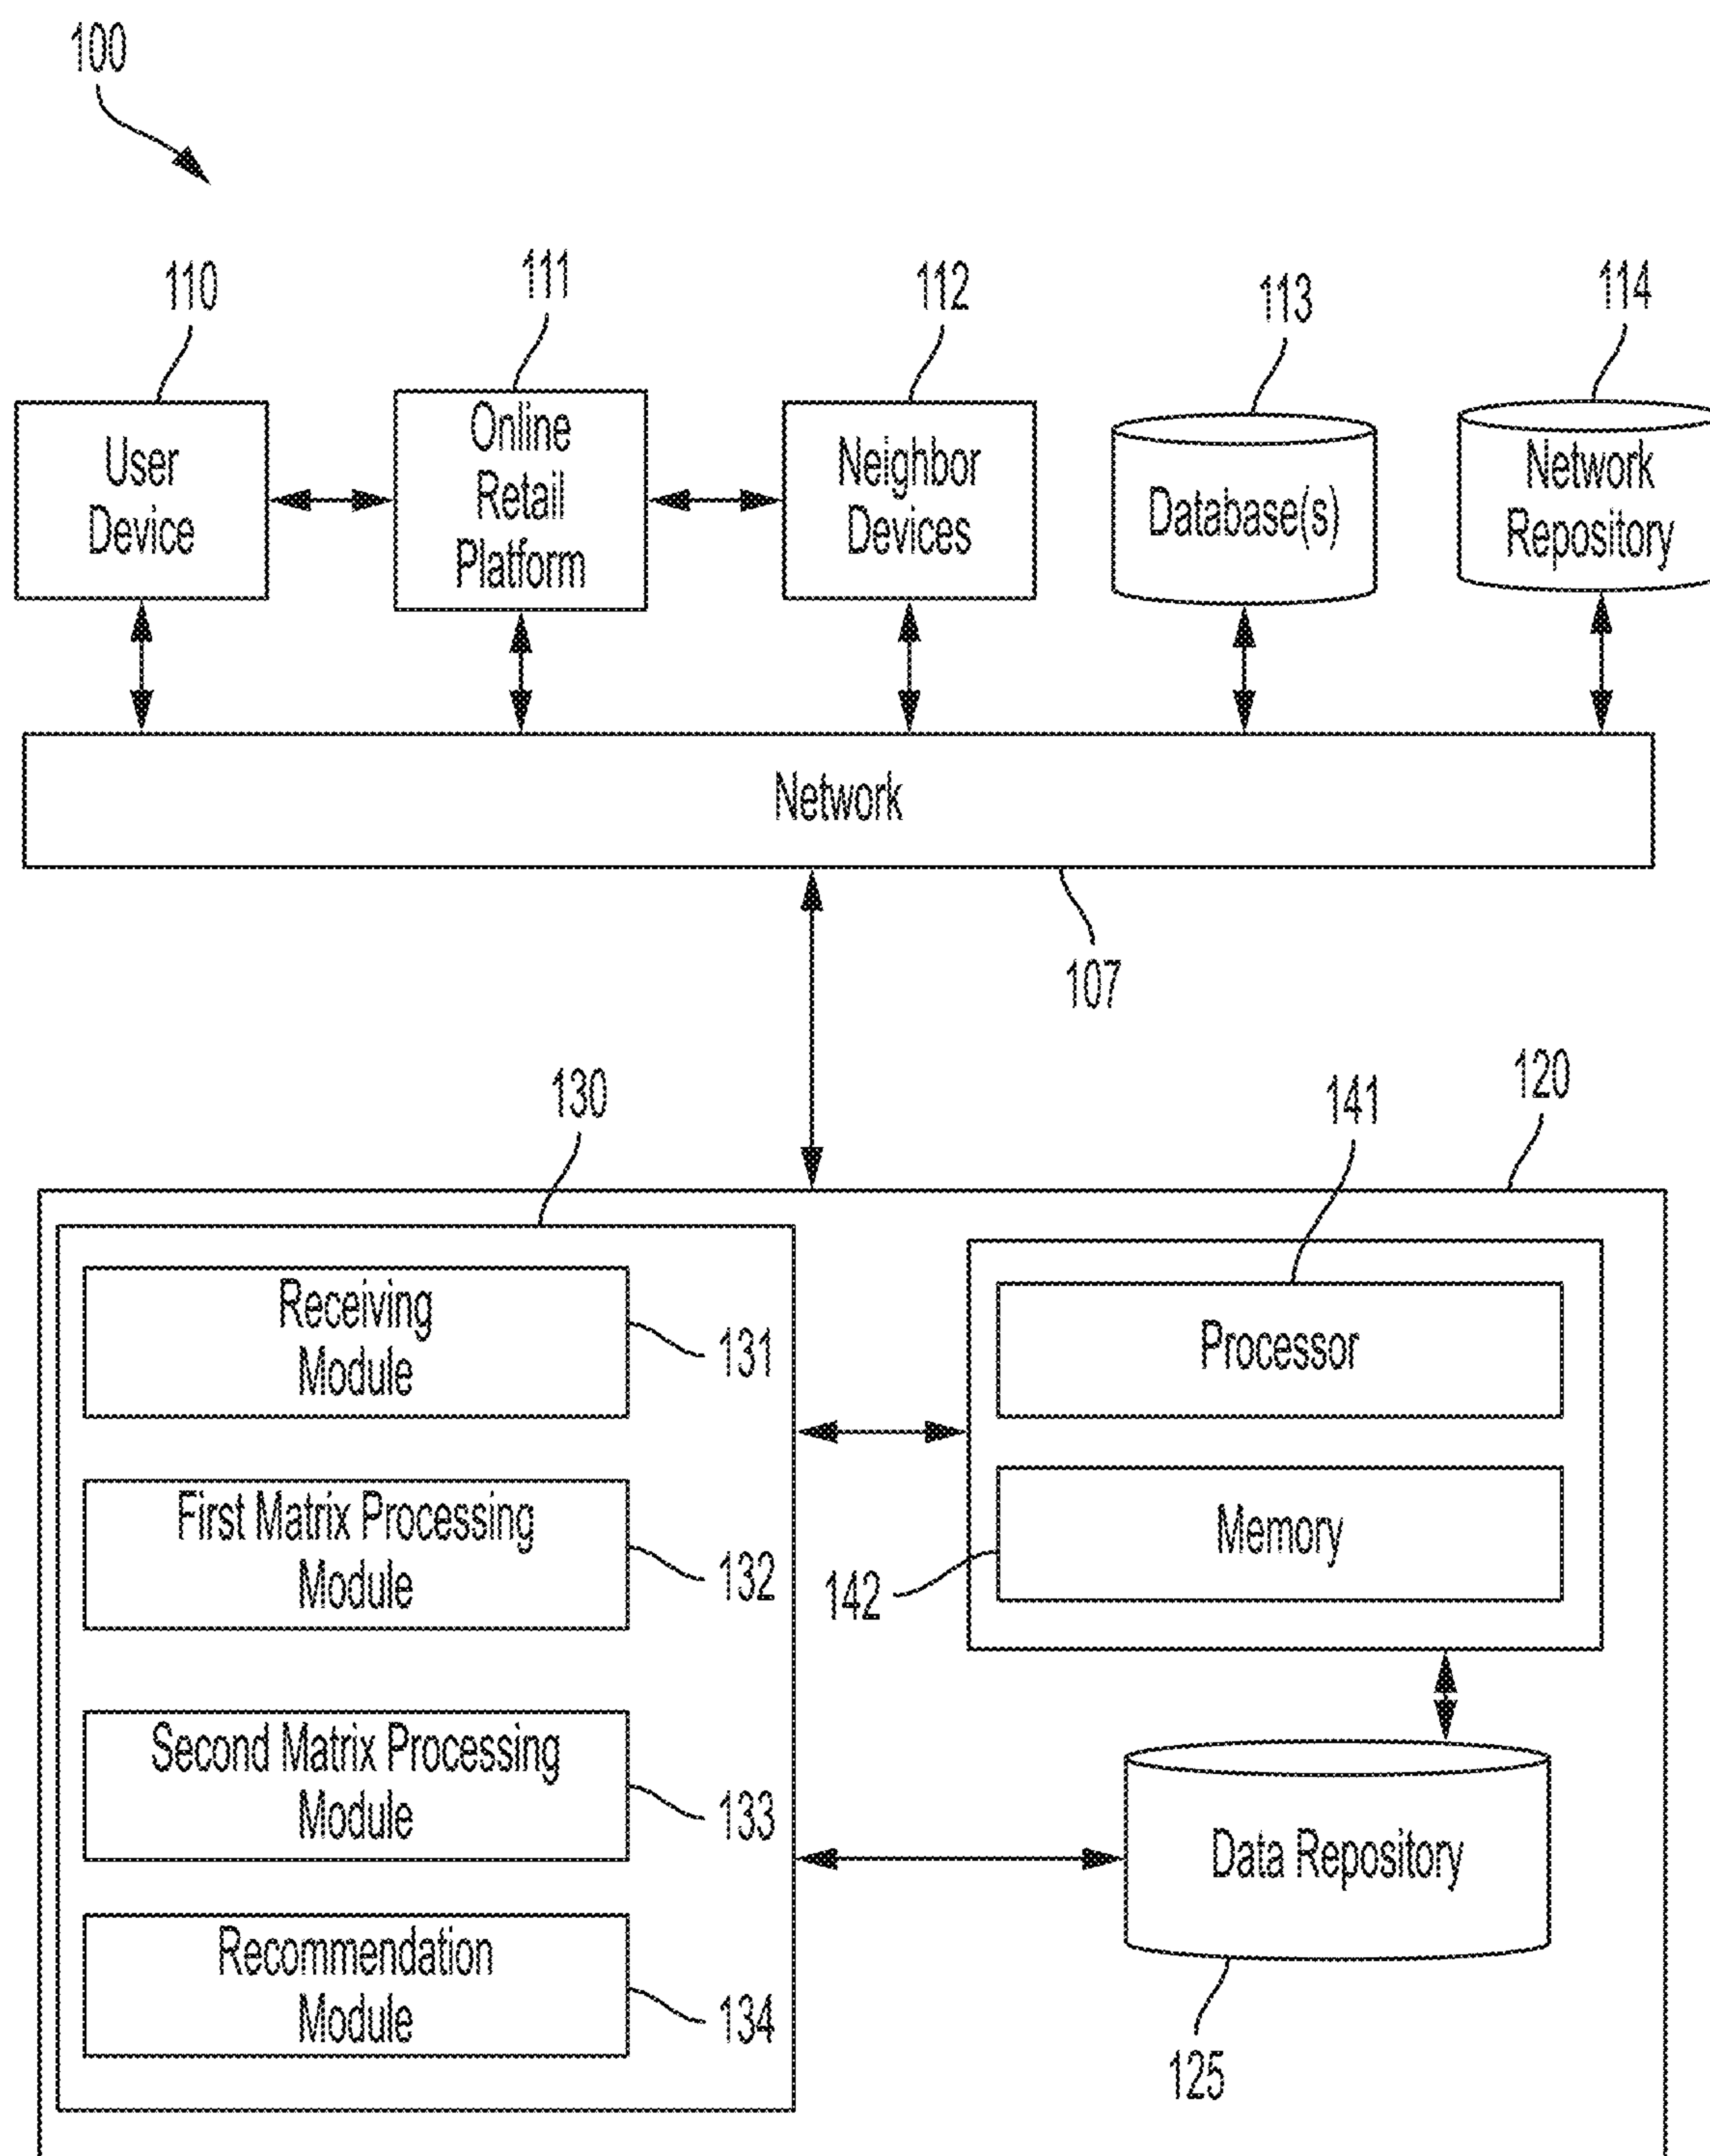 100
110
111
112
113
114
User
Device
Online
Retail
Platform
Neighbor
Devices
Database(s)
Network
Repository
Network
107
130
141
120
Receiving
Module
131
Processor
First Matrix Processing
Module
132
Memory
142
Second Matrix Processing
Module
133
Data Repository
Recommendation
Module
134
125